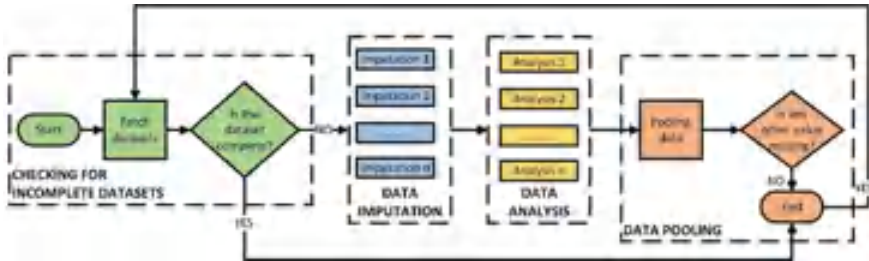 Start
Fetch
datasets
Is the
dataset
complete?
NO
YES
CHECKING FOR
INCOMPLETE DATASETS
Imputation 1
Imputation 2
Imputation n
DATA
IMPUTATION
Analysis 1
Analysis 2
Analysis n
DATA
ANALYSIS
Pooling
data
Is any
other value
missing?
NO
YES
End
DATA POOLING